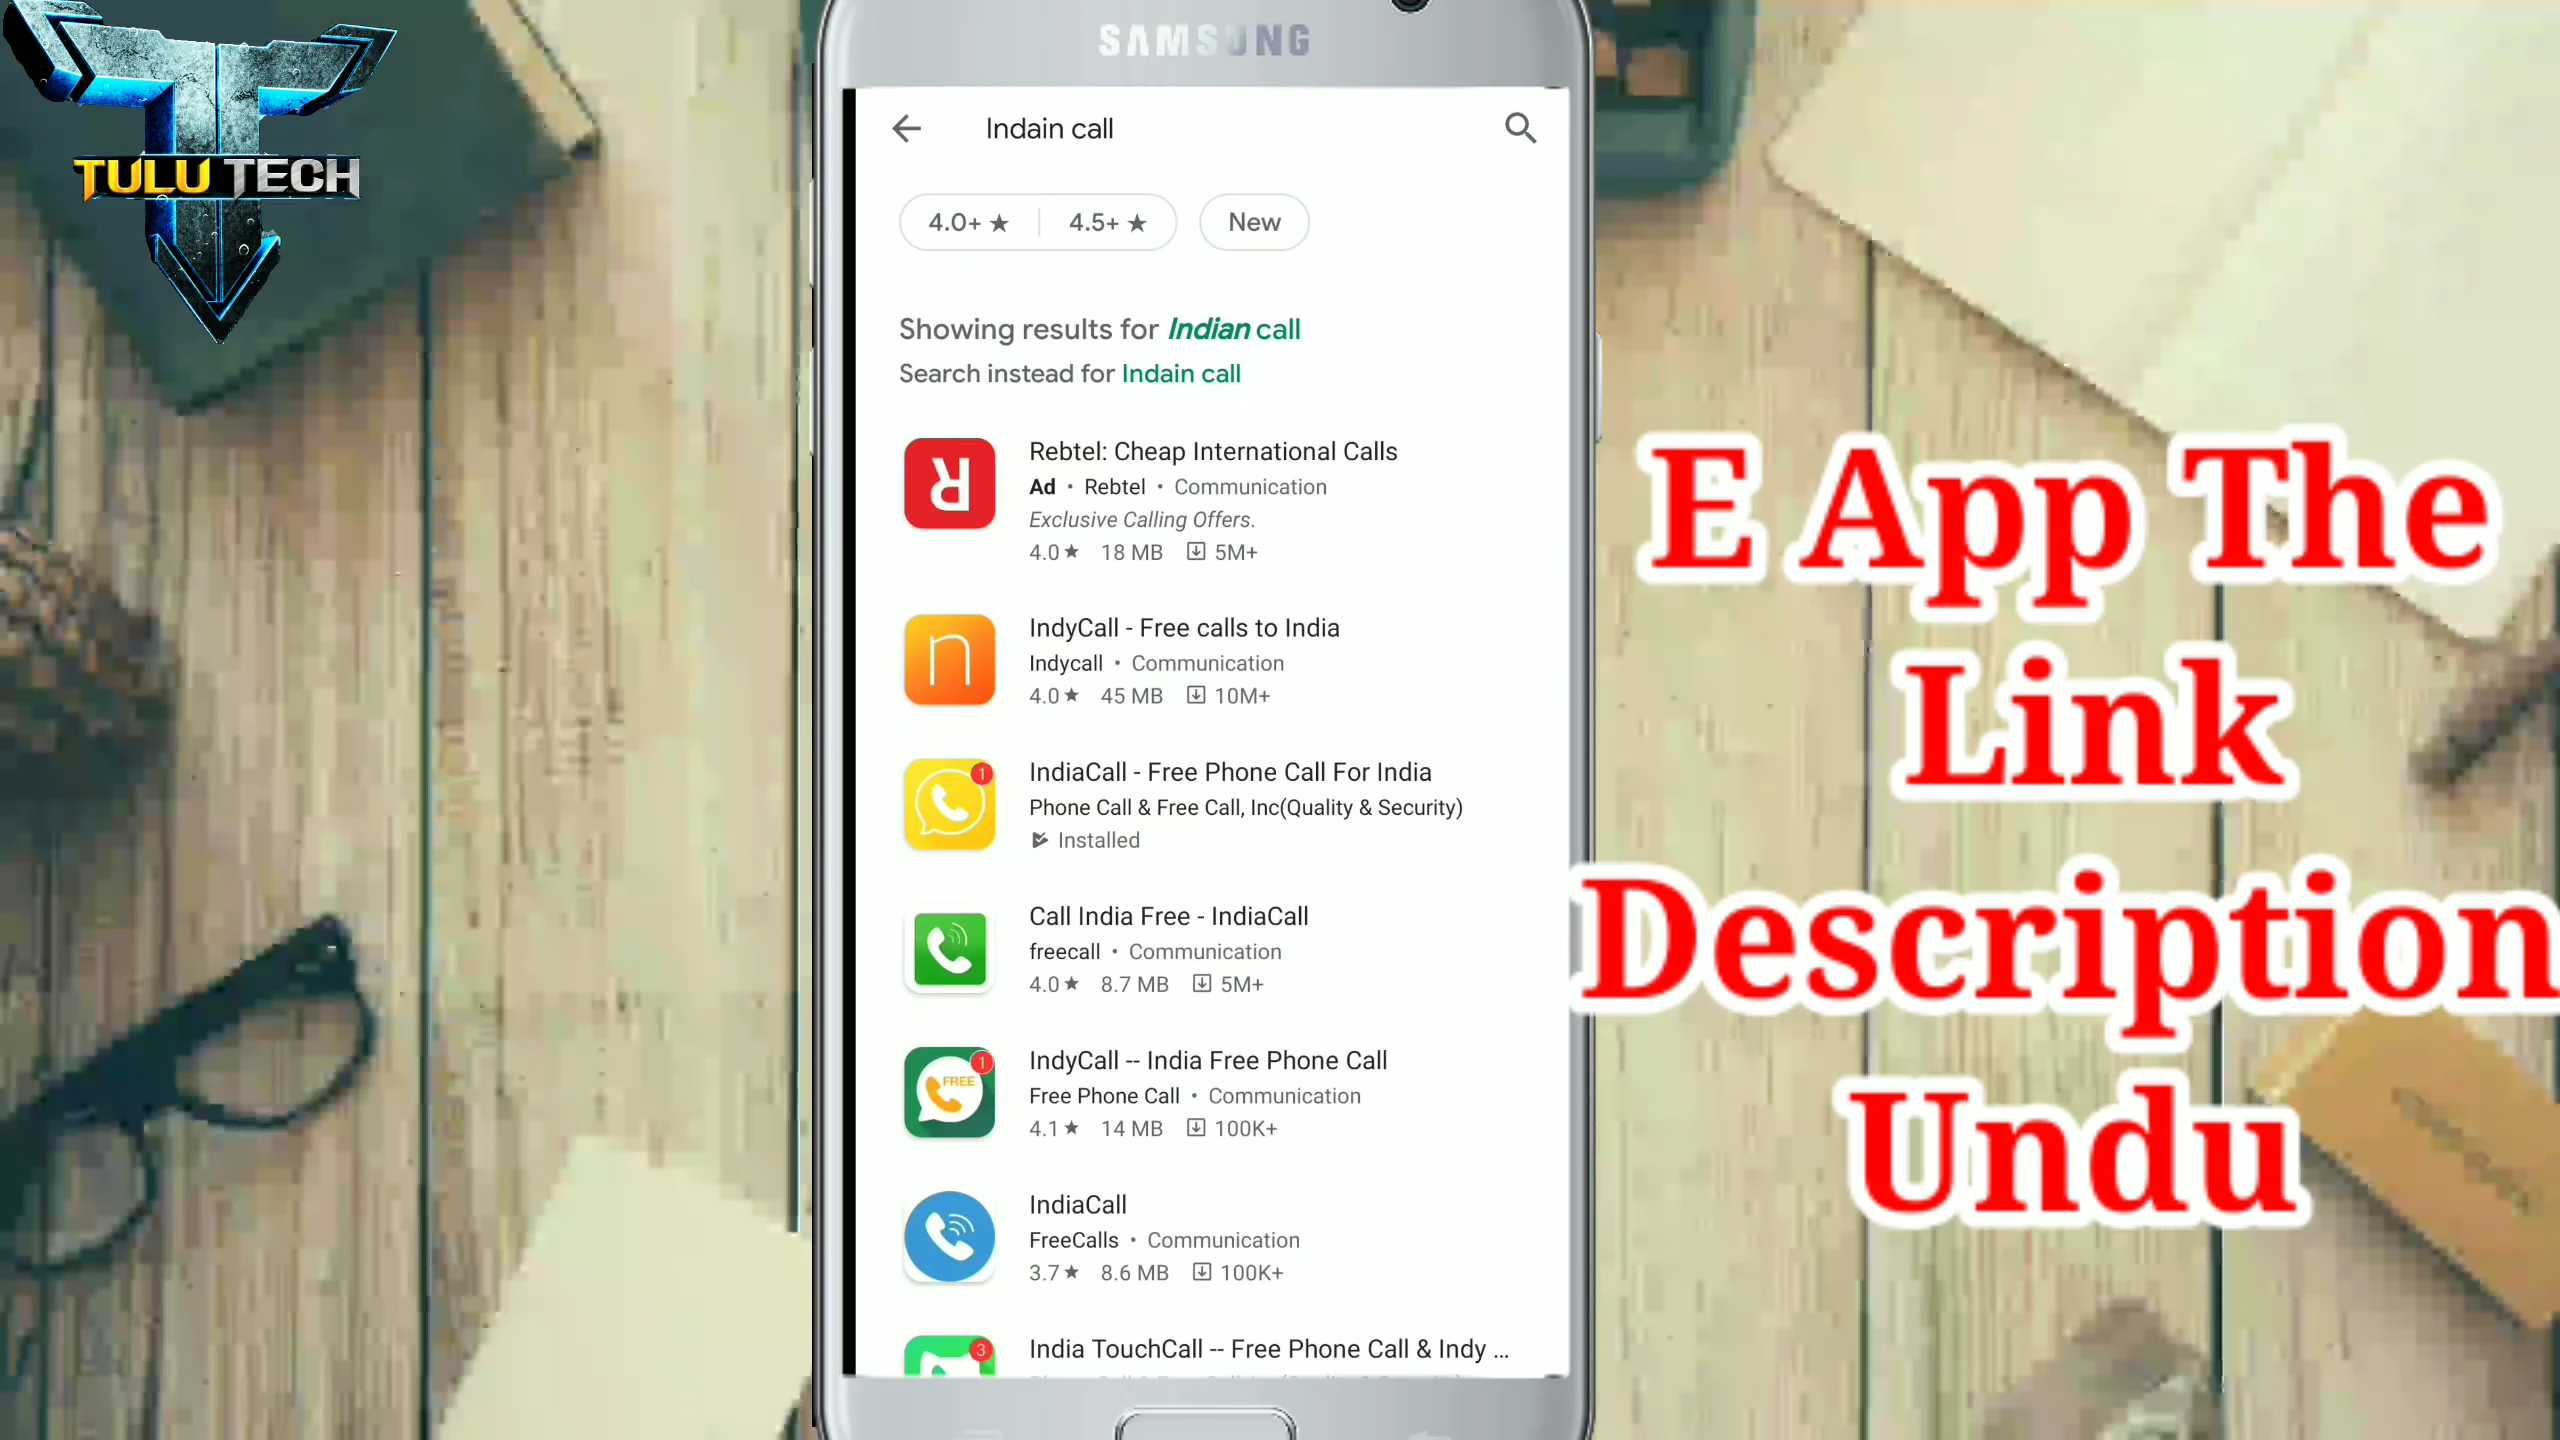 TULU TECH
SAMSUNG
Indain call
4.0+ ★ 4.5+ ★ New
Showing results for Indian call
Search instead for Indain call
Rebtel: Cheap International Calls
Ad • Rebtel • Communication
Exclusive Calling Offers.
4.0 ★ 18 MB 5M+
IndyCall - Free calls to India
Indycall • Communication
4.0 ★ 45 MB 10M+
1
IndiaCall - Free Phone Call For India
Phone Call & Free Call, Inc(Quality & Security)
Installed
Call India Free - IndiaCall
freecall • Communication
4.0 ★ 8.7 MB 5M+
FREE
1
IndyCall -- India Free Phone Call
Free Phone Call • Communication
4.1 ★ 14 MB 100K+
IndiaCall
FreeCalls • Communication
3.7 ★ 8.6 MB 100K+
3
India TouchCall -- Free Phone Call & Indy ...
E App The
Link
Description
Undu